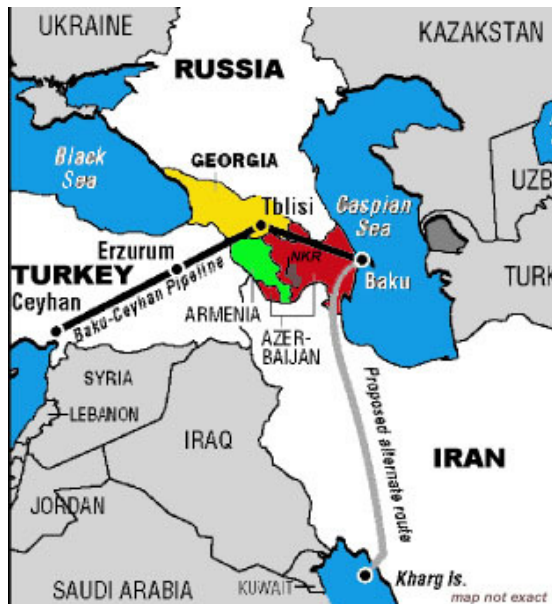 UKRAINE
KAZAKHSTAN
RUSSIA
Black
Sea
GEORGIA
UZB
Tblisi
Caspian
Sea
Erzurum
NKR
TURKEY
TURK
Baku
Ceyhan
Baku-Ceyhan Pipeline
ARMENIA
AZER-
BAIJAN
SYRIA
LEBANON
Proposed alternate route
IRAQ
IRAN
JORDAN
KUWAIT
Kharg Is.
SAUDI ARABIA
map not exact